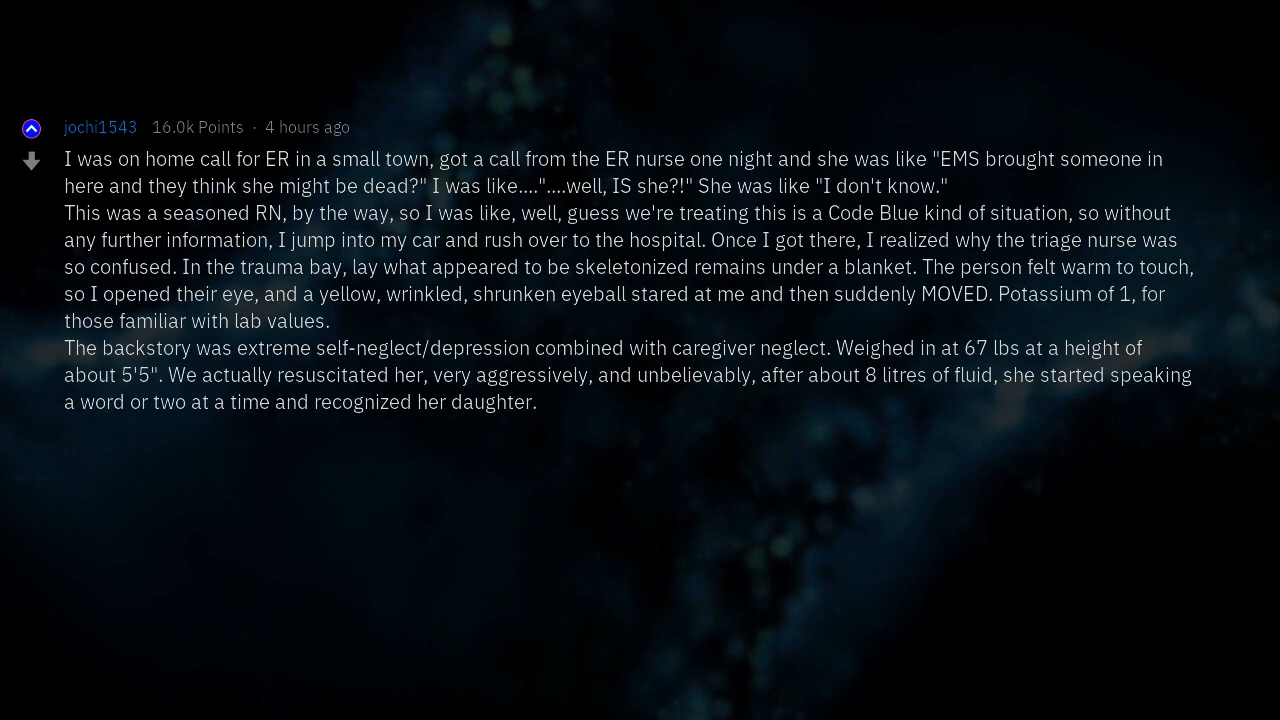 jochi1543 16.0k Points · 4 hours ago
I was on home call for ER in a small town, got a call from the ER nurse one night and she was like "EMS brought someone in
here and they think she might be dead?" I was like...."....well, IS she?!" She was like "I don't know."
This was a seasoned RN, by the way, so I was like, well, guess we're treating this is a Code Blue kind of situation, so without
any further information, I jump into my car and rush over to the hospital. Once I got there, I realized why the triage nurse was
so confused. In the trauma bay, lay what appeared to be skeletonized remains under a blanket. The person felt warm to touch,
so I opened their eye, and a yellow, wrinkled, shrunken eyeball stared at me and then suddenly MOVED. Potassium of 1, for
those familiar with lab values.
The backstory was extreme self-neglect/depression combined with caregiver neglect. Weighed in at 67 lbs at a height of
about 5'5". We actually resuscitated her, very aggressively, and unbelievably, after about 8 litres of fluid, she started speaking
a word or two at a time and recognized her daughter.